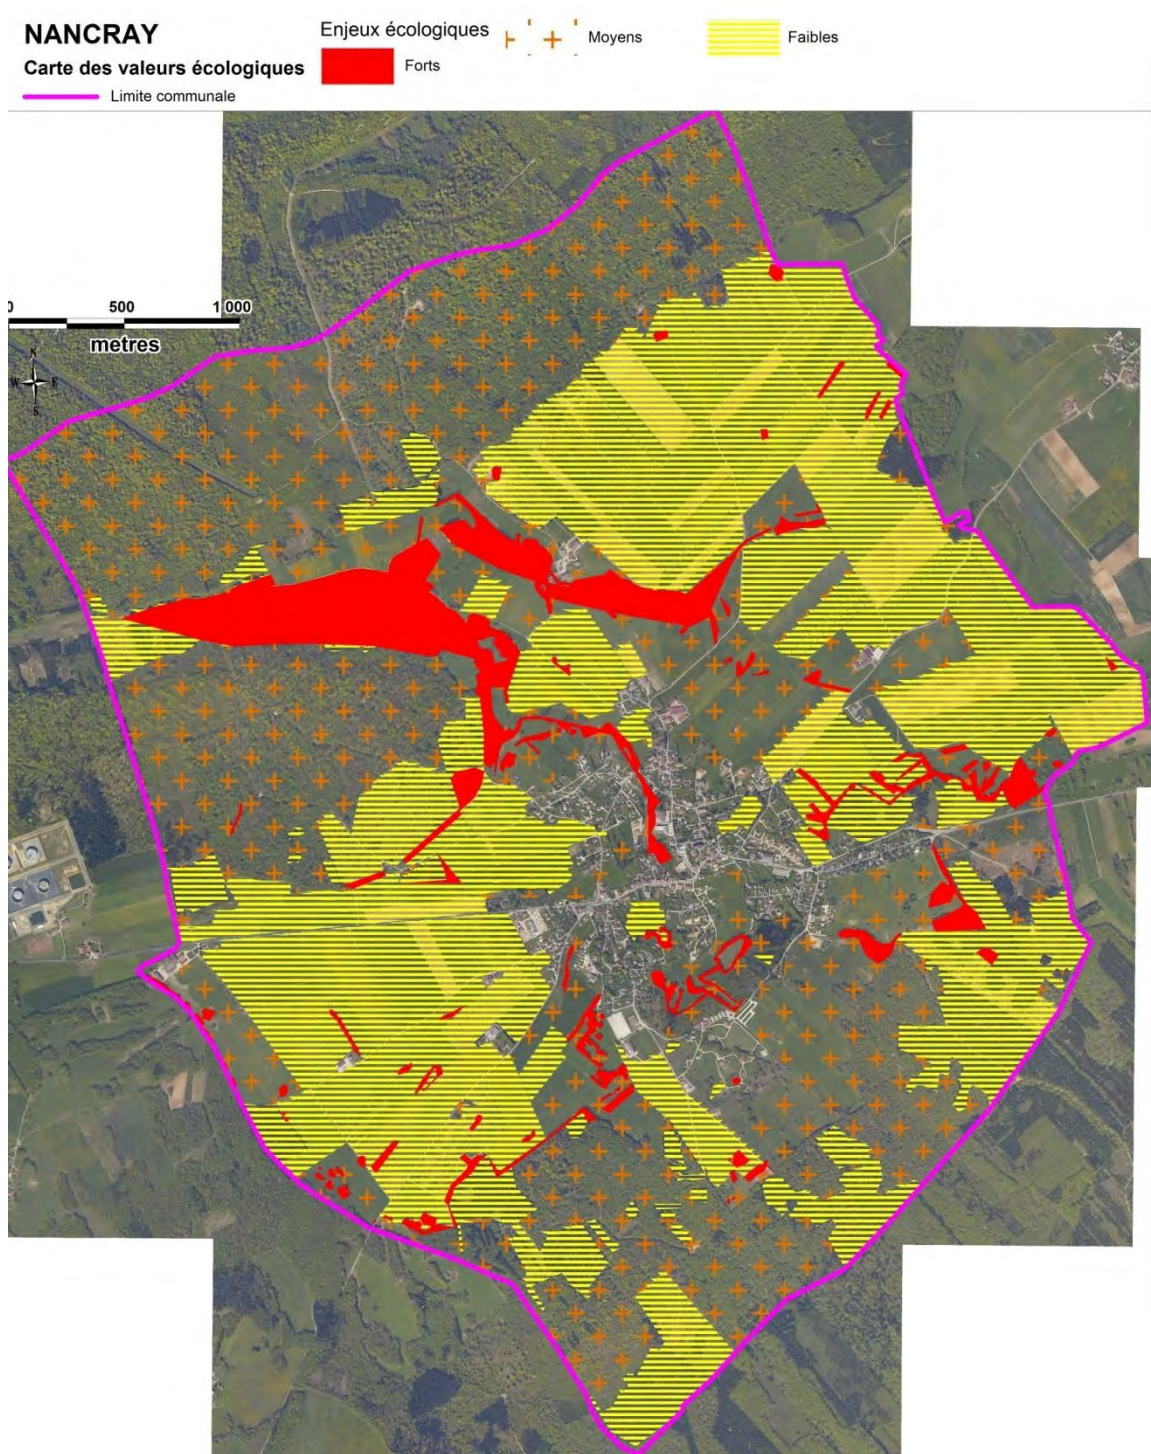 NANCRAY
Carte des valeurs écologiques
Limite communale
Enjeux écologiques
Forts
Moyens
Faibles
0 500 1 000
metres
N
W E
S